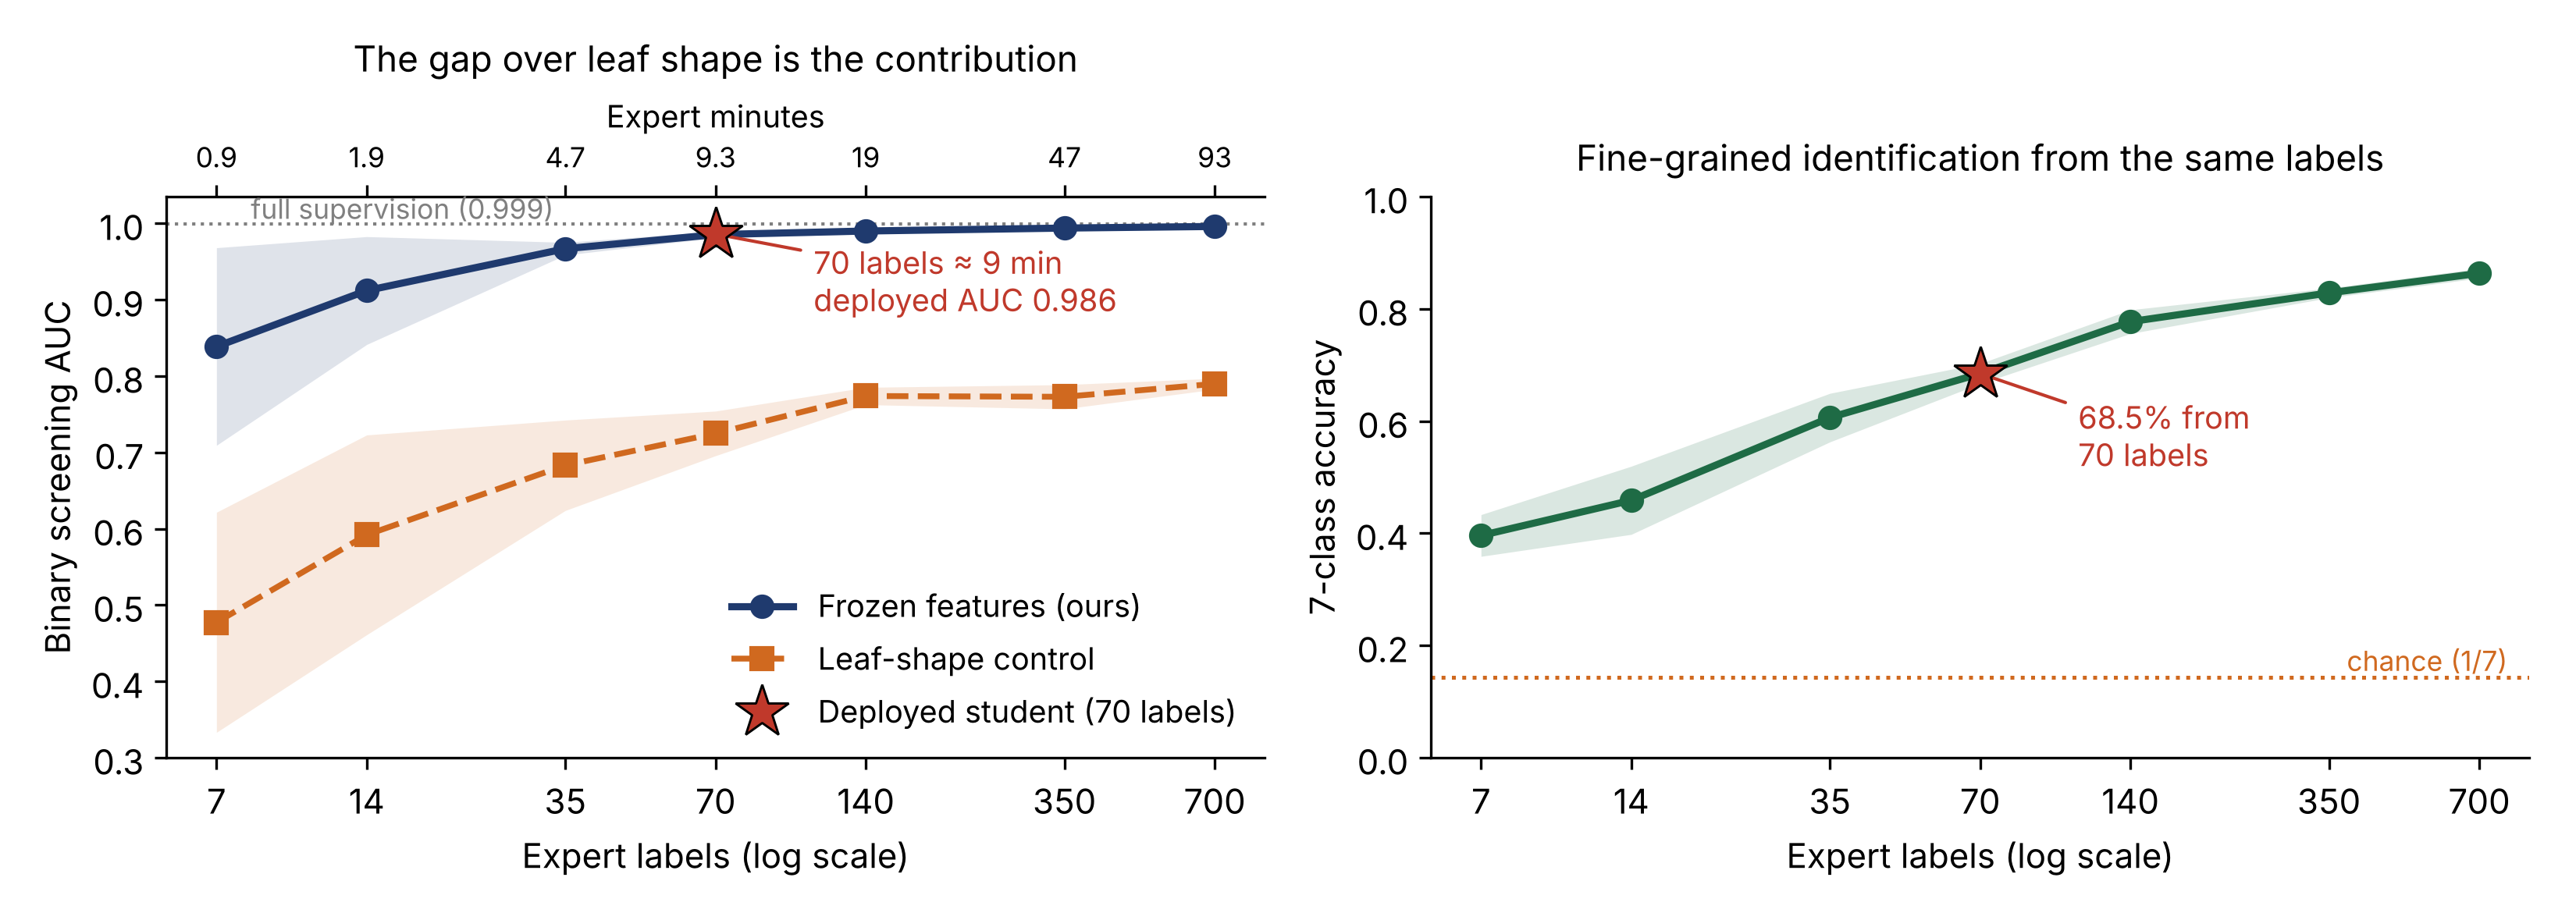 The gap over leaf shape is the contribution
Expert minutes
0.9 1.9 4.7 9.3 19 47 93
full supervision (0.999)
1.0
0.9
0.8
0.7
0.6
0.5
0.4
0.3
Binary screening AUC
70 labels ≈ 9 min
deployed AUC 0.986
Frozen features (ours)
Leaf-shape control
Deployed student (70 labels)
7 14 35 70 140 350 700
Expert labels (log scale)
Fine-grained identification from the same labels
1.0
0.8
0.6
0.4
0.2
0.0
7-class accuracy
68.5% from
70 labels
chance (1/7)
7 14 35 70 140 350 700
Expert labels (log scale)